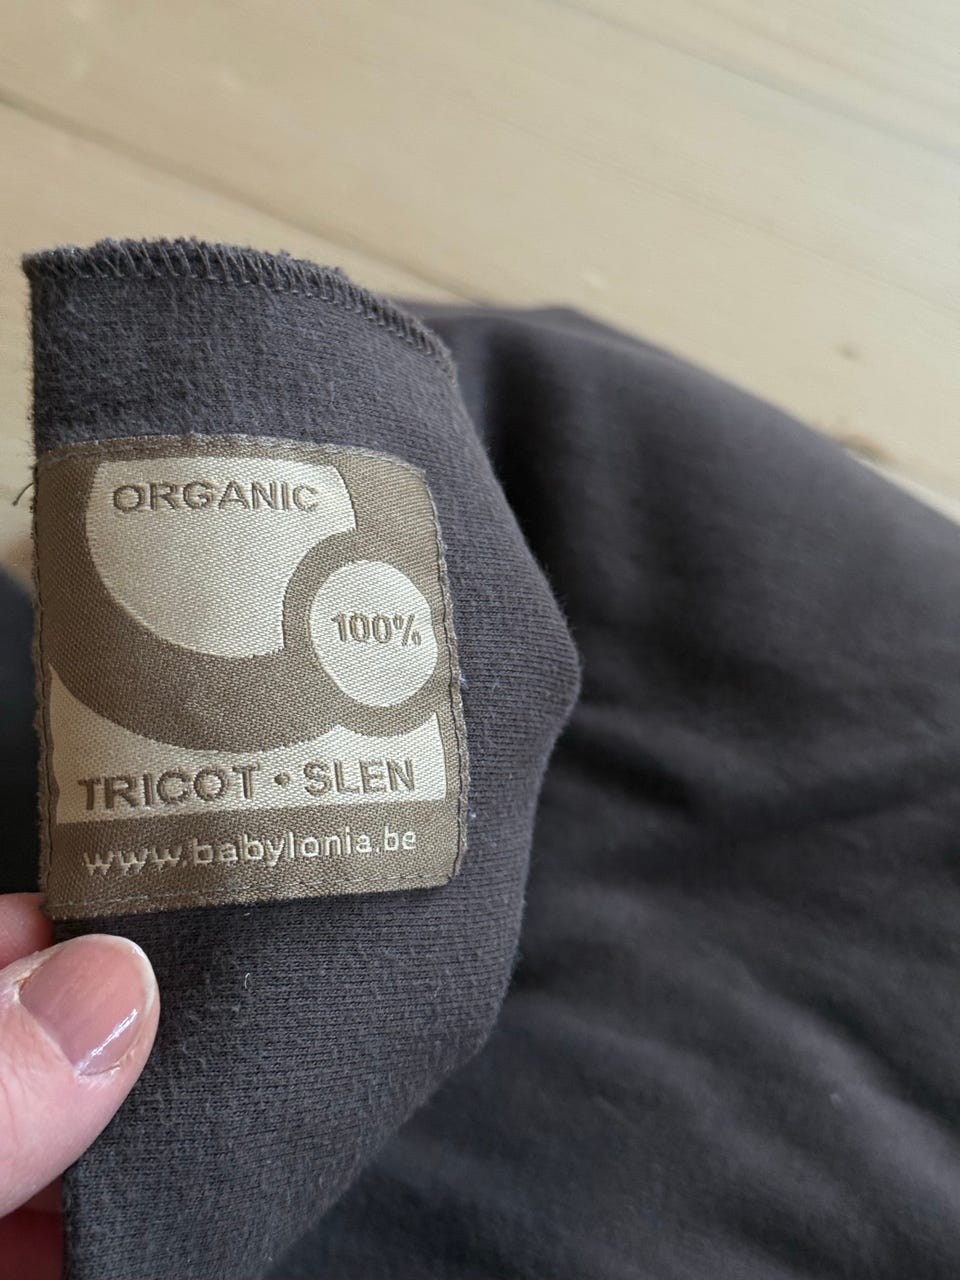 ORGANIC
100%
TRICOT • SLEN
www.babylonia.be